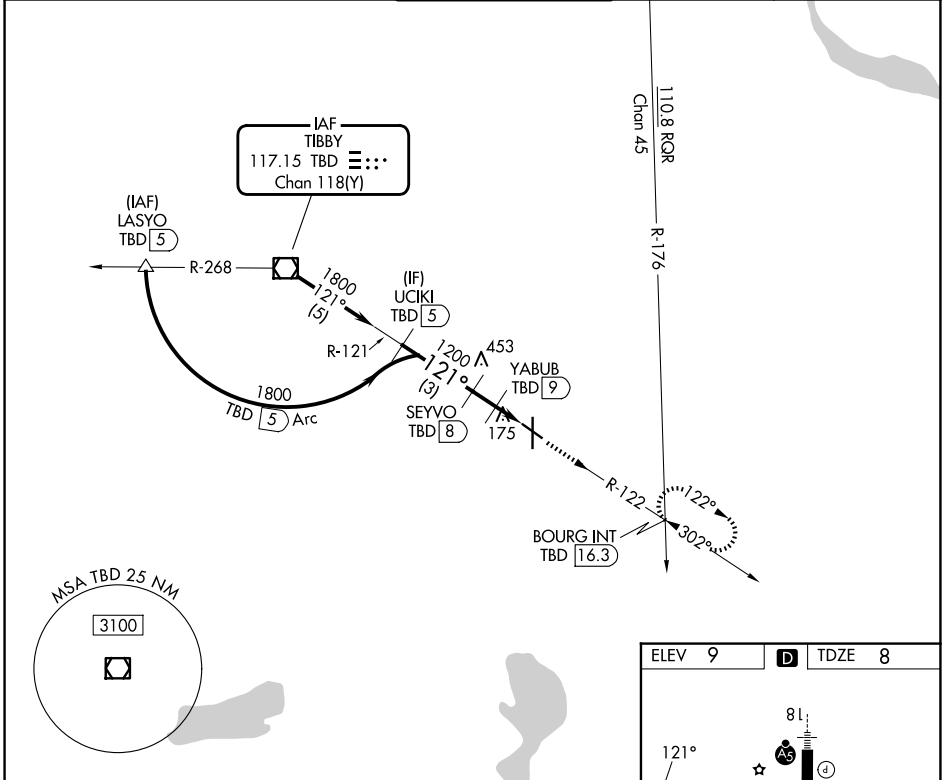 IAF
TIBBY
117.15 TBD
Chan 118(Y)
110.8 RQR
Chan 45
R-176
(IAF)
LASYO
TBD 5
R-268
1800
121°
(5)
(IF)
UCIKI
TBD 5
R-121
1200
121°
(3)
453
YABUB
TBD 9
1800
TBD 5 Arc
SEYVO
TBD 8
175
R-122
122°
302°
BOURG INT
TBD 16.3
MSA TBD 25 NM
3100
ELEV 9
D
TDZE 8
18
121°
A5
P